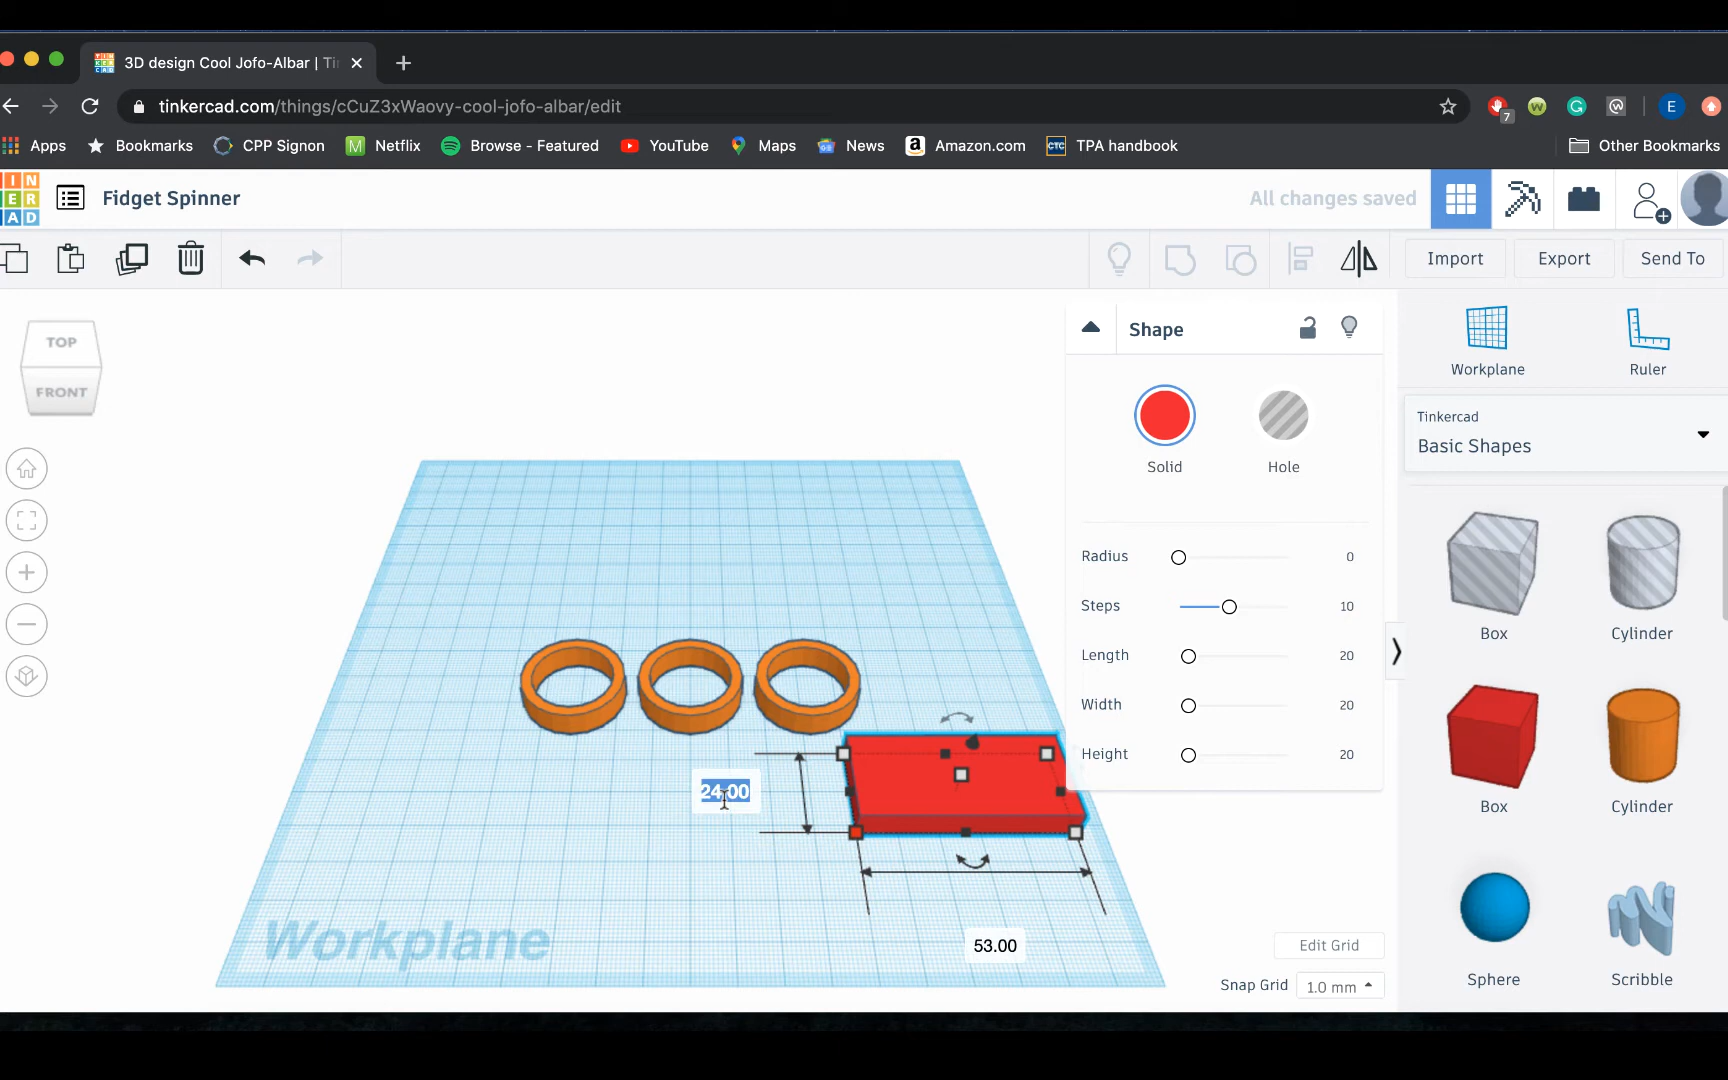 3D design Cool Jofo-Albar | Ti
tinkercad.com/things/cCuZ3xWaovy-cool-jofo-albar/edit
7
E
Apps
Bookmarks
CPP Signon
Netflix
Browse - Featured
YouTube
Maps
News
Amazon.com
TPA handbook
Other Bookmarks
TIN
KER
CAD
Fidget Spinner
All changes saved
Import
Export
Send To
TOP
FRONT
Shape
Solid
Hole
Radius 0
Steps 10
Length 20
Width 20
Height 20
Workplane
Ruler
Tinkercad
Basic Shapes
Box
Cylinder
Box
Cylinder
Sphere
Scribble
24.00
53.00
Workplane
Edit Grid
Snap Grid 1.0 mm